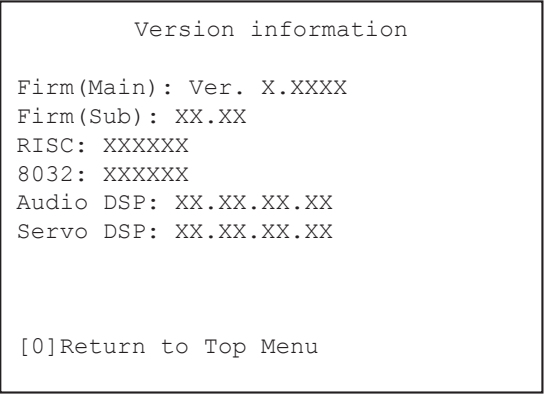 Version information
Firm(Main): Ver. X.XXXX
Firm(Sub): XX.XX
RISC: XXXXXX
8032: XXXXXX
Audio DSP: XX.XX.XX.XX
Servo DSP: XX.XX.XX.XX
[0]Return to Top Menu